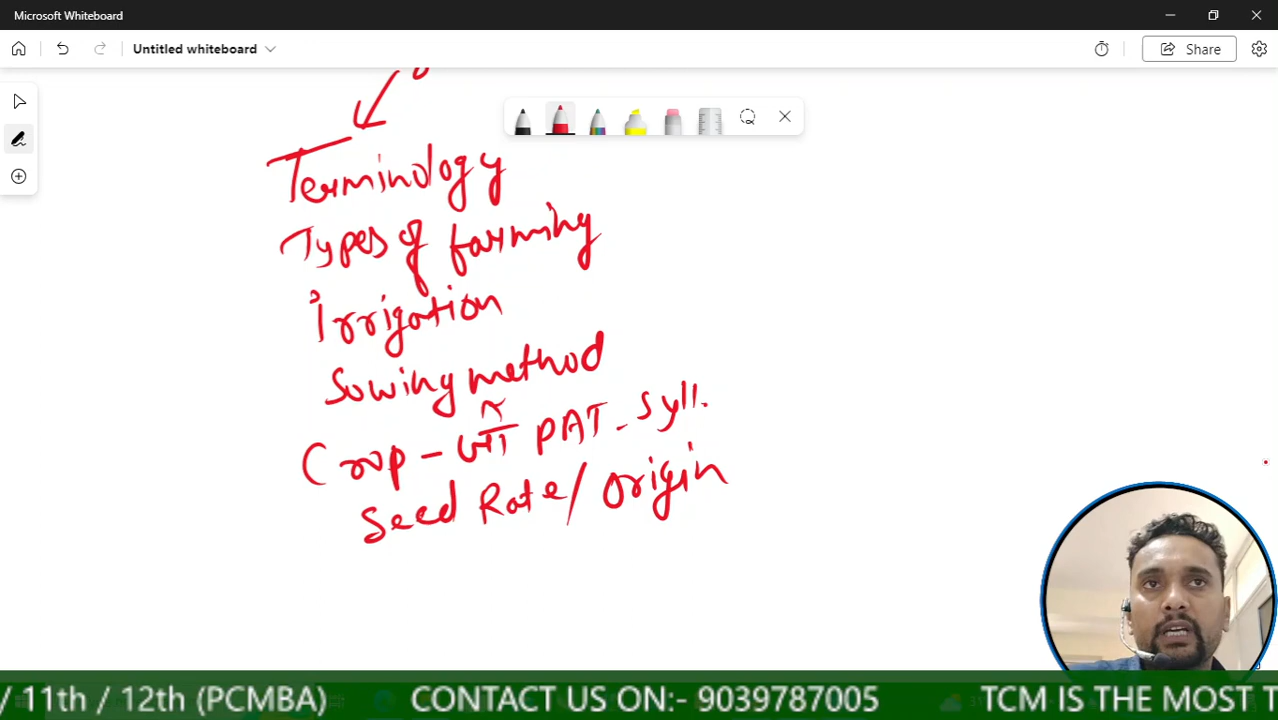 Microsoft Whiteboard
Untitled whiteboard
Share
Terminology
Types of farming
Irrigation
Sowing method
Crop - PAT - Syll.
Seed Rate / Origin
/ 11th / 12th (PCMBA) CONTACT US ON:- 9039787005 TCM IS THE MOST T